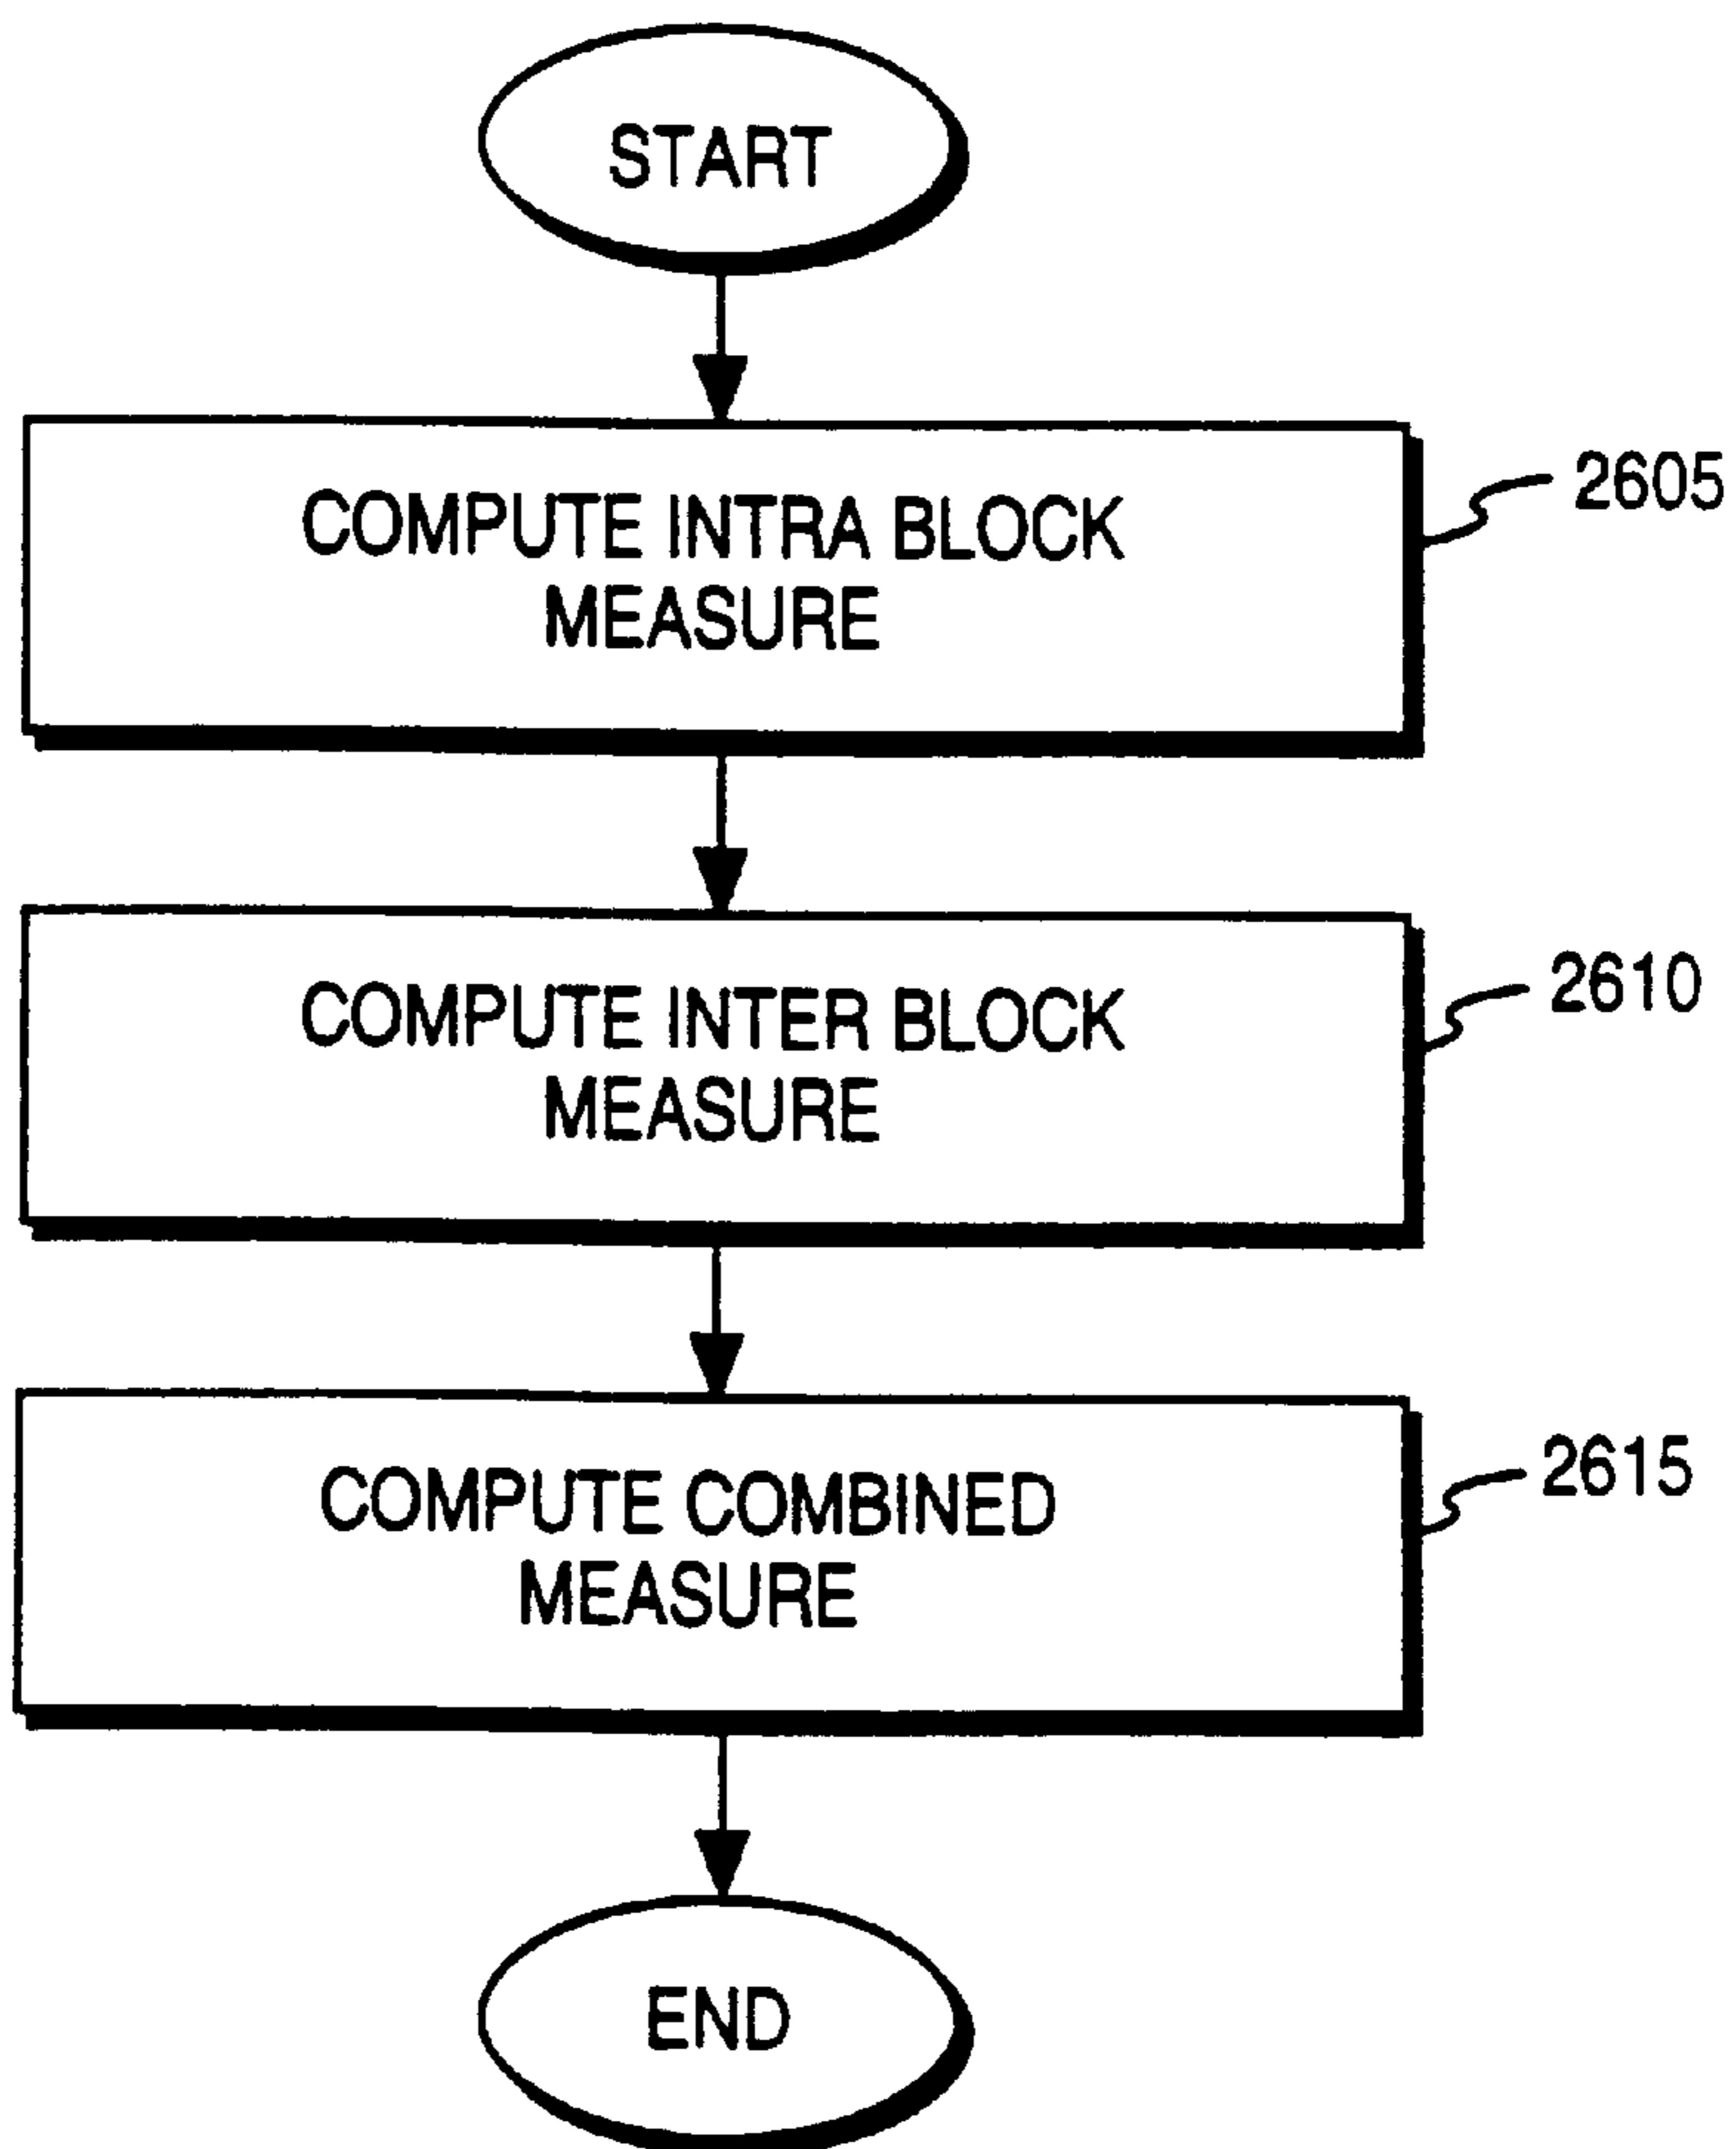 START
COMPUTE INTRA BLOCK
MEASURE
2605
COMPUTE INTER BLOCK
MEASURE
2610
COMPUTE COMBINED
MEASURE
2615
END